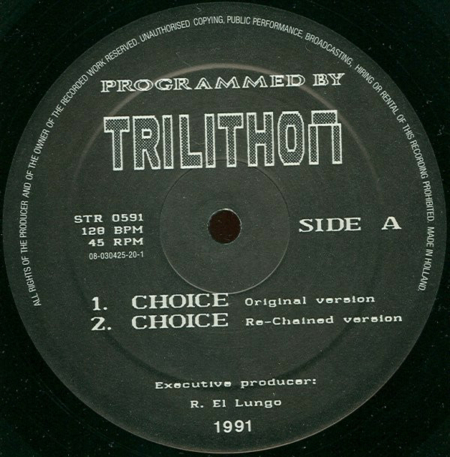 ALL RIGHTS OF THE PRODUCER AND OF THE OWNER OF THE RECORDED WORK RESERVED. UNAUTHORISED COPYING, PUBLIC PERFORMANCE, BROADCASTING, HIRING OR RENTAL OF THIS RECORDING PROHIBITED. MADE IN HOLLAND.
PROGRAMMED BY
TRILITHON
STR 0591
128 BPM
45 RPM
08-030425-20-1
SIDE A
1. CHOICE Original version
2. CHOICE Re-Chained version
Executive producer:
R. El Lungo
1991